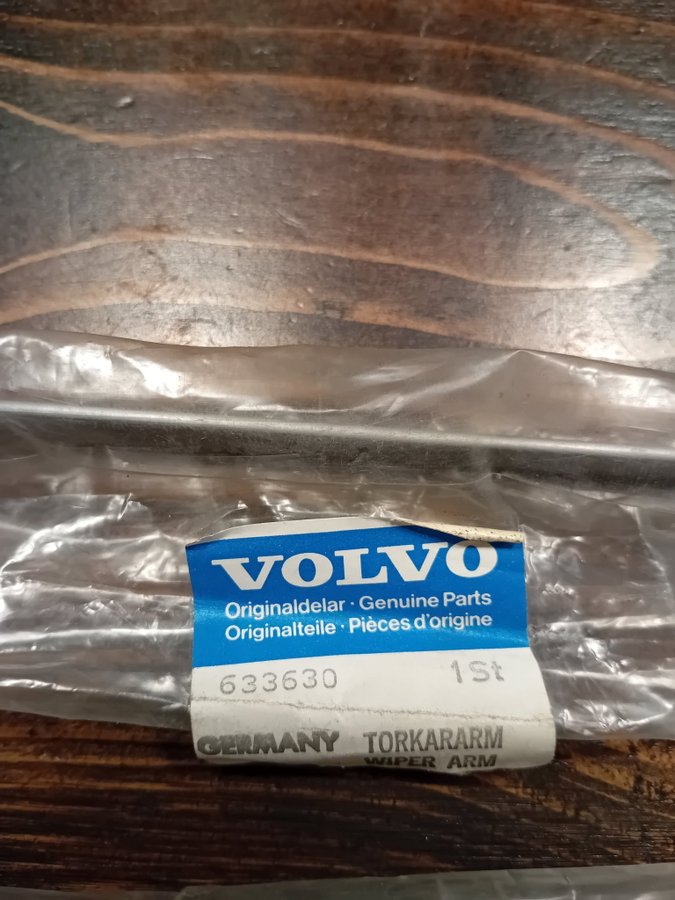 VOLVO
Originaldelar · Genuine Parts
Originalteile · Pièces d'origine
633630 1St
GERMANY TORKARARM
WIPER ARM